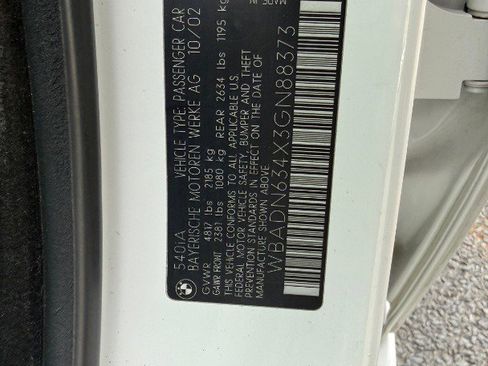 540iA VEHICLE TYPE: PASSENGER CAR
BAYERISCHE MOTOREN WERKE AG 10/02
GVWR 4817 lbs 2185 kg
GAWR FRONT 2381 lbs 1080 kg REAR 2634 lbs 1195 kg
THIS VEHICLE CONFORMS TO ALL APPLICABLE U.S.
FEDERAL MOTOR VEHICLE SAFETY, BUMPER AND THEFT
PREVENTION STANDARDS IN EFFECT ON THE DATE OF
MANUFACTURE SHOWN ABOVE.
WBADN634X3GN88373